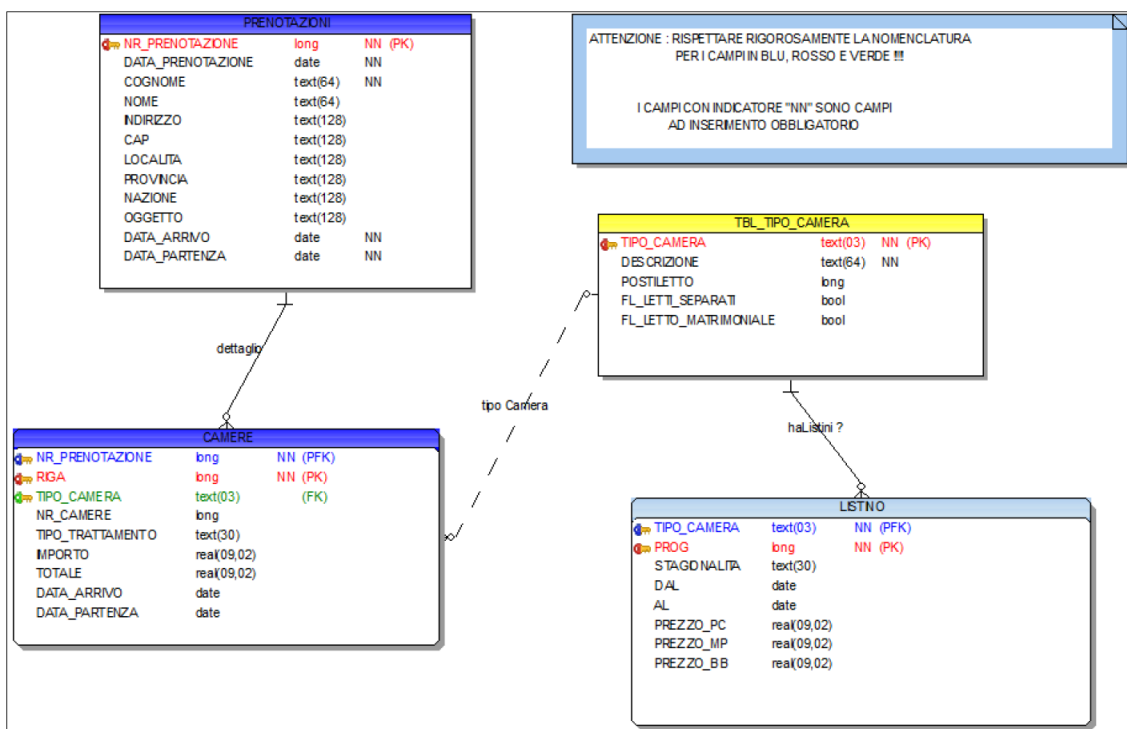 PRENOTAZIONI
NR_PRENOTAZIONE long NN (PK)
DATA_PRENOTAZIONE date NN
COGNOME text(64) NN
NOME text(64)
INDIRIZZO text(128)
CAP text(128)
LOCALITA text(128)
PROVINCIA text(128)
NAZIONE text(128)
OGGETTO text(128)
DATA_ARRIVO date NN
DATA_PARTENZA date NN
ATTENZIONE : RISPETTARE RIGOROSAMENTE LA NOMENCLATURA
PER I CAMPI IN BLU, ROSSO E VERDE !!!!
I CAMPI CON INDICATORE "NN" SONO CAMPI
AD INSERIMENTO OBBLIGATORIO
TBL_TIPO_CAMERA
TIPO_CAMERA text(03) NN (PK)
DESCRIZIONE text(64) NN
POSTILETTO long
FL_LETTI_SEPARATI bool
FL_LETTO_MATRIMONIALE bool
dettaglio
tipo Camera
haListini ?
CAMERE
NR_PRENOTAZIONE long NN (PFK)
RIGA long NN (PK)
TIPO_CAMERA text(03) (FK)
NR_CAMERE long
TIPO_TRATTAMENTO text(30)
IMPORTO real(09,02)
TOTALE real(09,02)
DATA_ARRIVO date
DATA_PARTENZA date
LISTINO
TIPO_CAMERA text(03) NN (PFK)
PROG long NN (PK)
STAGIONALITA text(30)
DAL date
AL date
PREZZO_PC real(09,02)
PREZZO_MP real(09,02)
PREZZO_BB real(09,02)